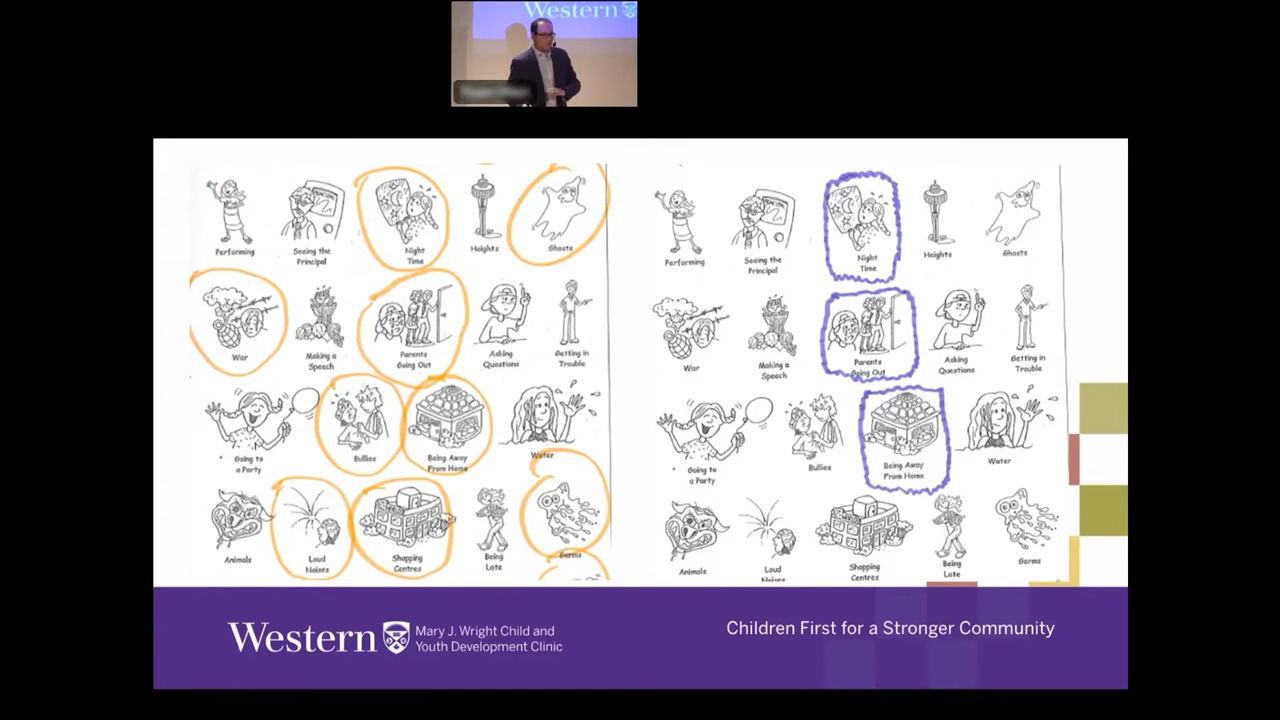 Western
Performing
Seeing the
Principal
Night
Time
Heights
Ghosts
War
Making a
Speech
Parents
Going Out
Asking
Questions
Getting in
Trouble
Going to
a Party
Bullies
Being Away
From Home
Water
Animals
Loud
Noises
Shopping
Centres
Being
Late
Germs
Performing
Seeing the
Principal
Night
Time
Heights
Ghosts
War
Making a
Speech
Parents
Going Out
Asking
Questions
Getting in
Trouble
Going to
a Party
Bullies
Being Away
From Home
Water
Animals
Loud
Noises
Shopping
Centres
Being
Late
Germs
Western
Mary J. Wright Child and
Youth Development Clinic
Children First for a Stronger Community